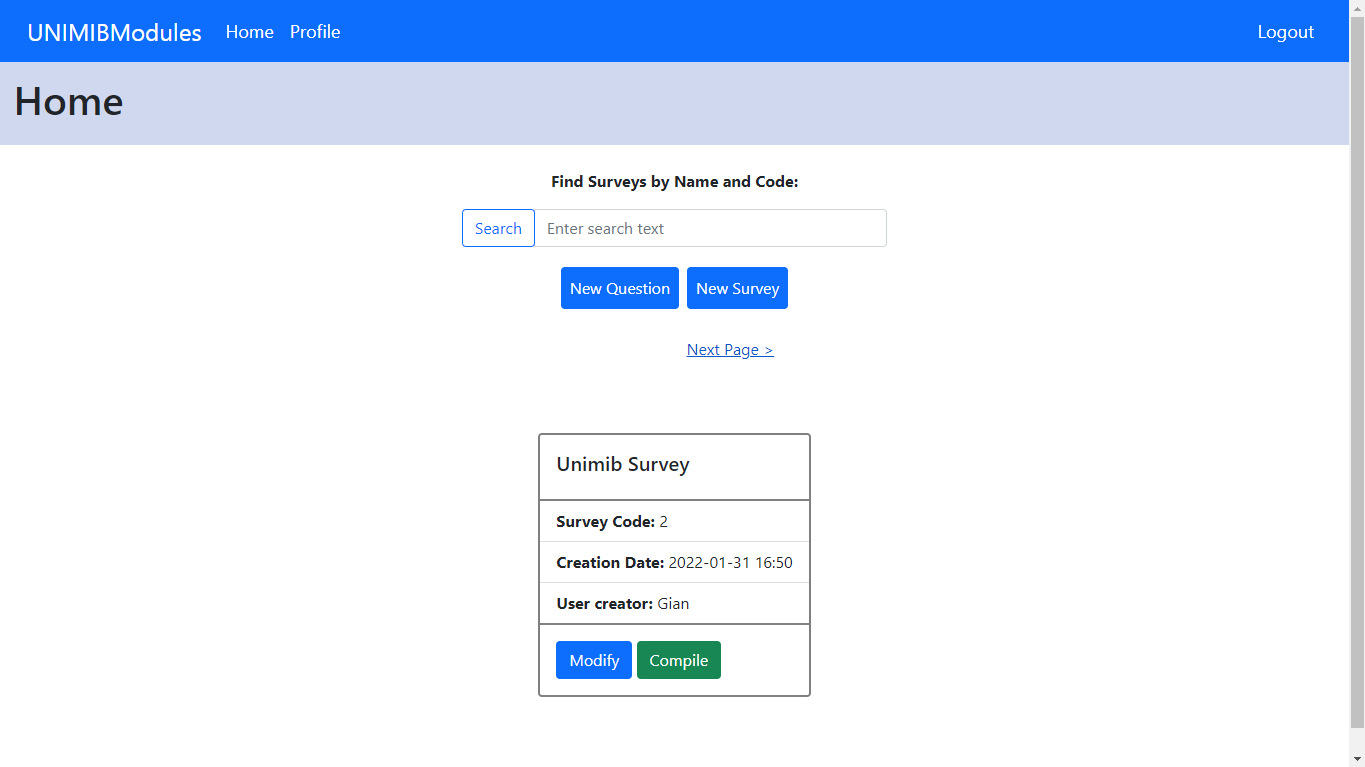 UNIMIBModules Home Profile Logout
Home
Find Surveys by Name and Code:
Search Enter search text
New Question New Survey
Next Page >
Unimib Survey
Survey Code: 2
Creation Date: 2022-01-31 16:50
User creator: Gian
Modify Compile